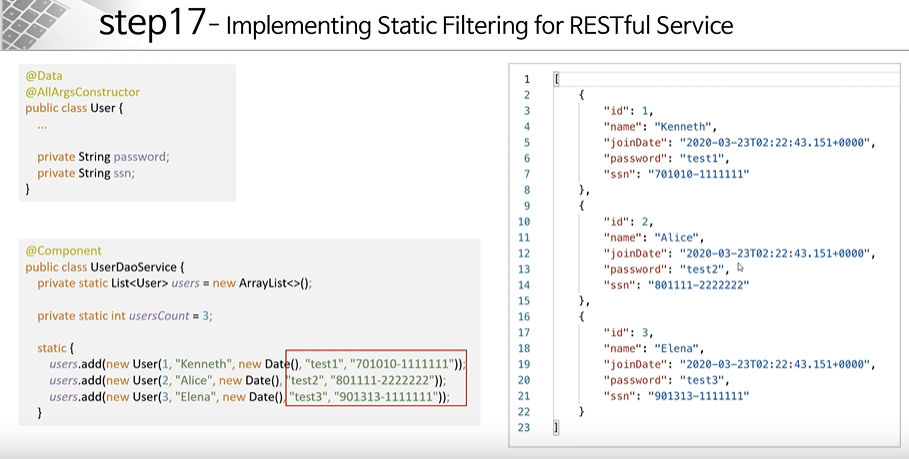 step17- Implementing Static Filtering for RESTful Service
@Data
@AllArgsConstructor
public class User {
...
private String password;
private String ssn;
}
@Component
public class UserDaoService {
private static List<User> users = new ArrayList<>();
private static int usersCount = 3;
static {
users.add(new User(1, "Kenneth", new Date(), "test1", "701010-1111111"));
users.add(new User(2, "Alice", new Date(), "test2", "801111-2222222"));
users.add(new User(3, "Elena", new Date(), "test3", "901313-1111111"));
}
1 [
2 {
3 "id": 1,
4 "name": "Kenneth",
5 "joinDate": "2020-03-23T02:22:43.151+0000",
6 "password": "test1",
7 "ssn": "701010-1111111"
8 },
9 {
10 "id": 2,
11 "name": "Alice",
12 "joinDate": "2020-03-23T02:22:43.151+0000",
13 "password": "test2",
14 "ssn": "801111-2222222"
15 },
16 {
17 "id": 3,
18 "name": "Elena",
19 "joinDate": "2020-03-23T02:22:43.151+0000",
20 "password": "test3",
21 "ssn": "901313-1111111"
22 }
23 ]